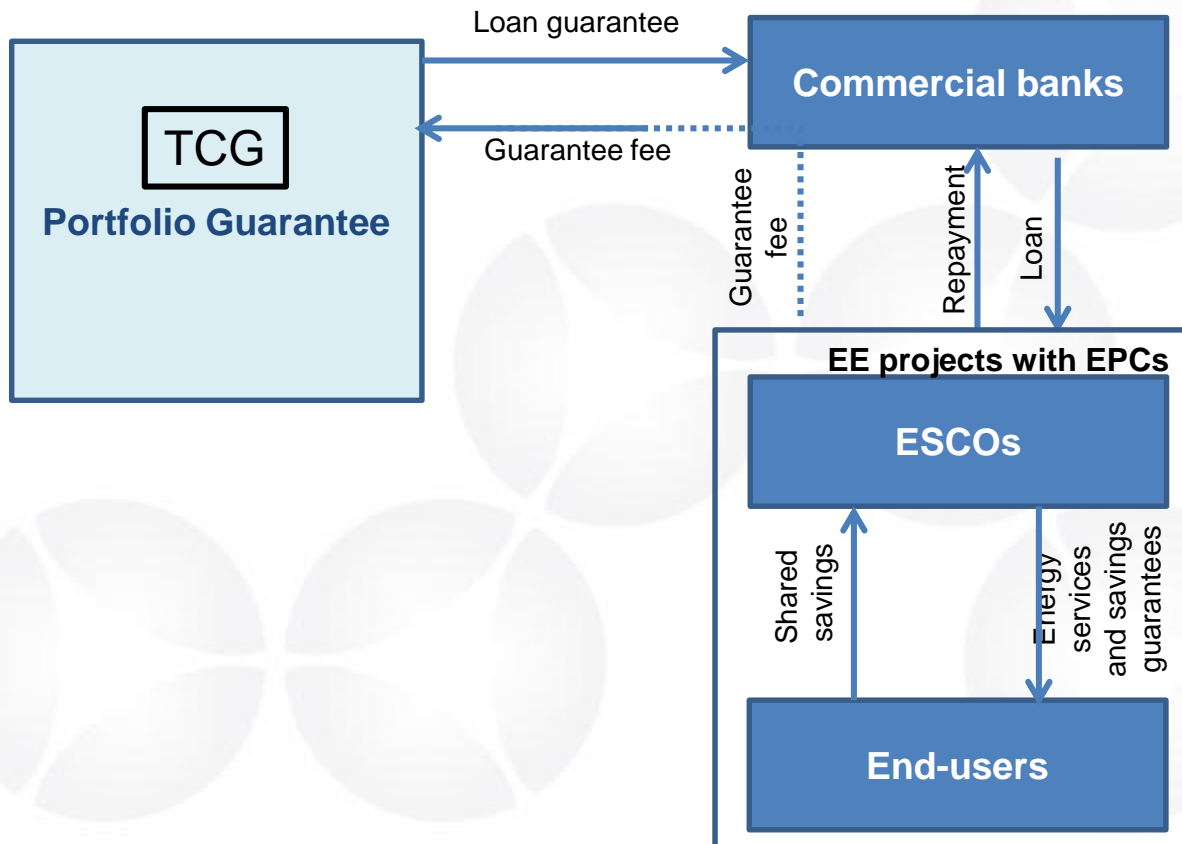 Loan guarantee
Commercial banks
TCG
Guarantee fee
Portfolio Guarantee
Guarantee
fee
Repayment
Loan
EE projects with EPCs
ESCOs
Shared
savings
Energy
services
and savings
guarantees
End-users